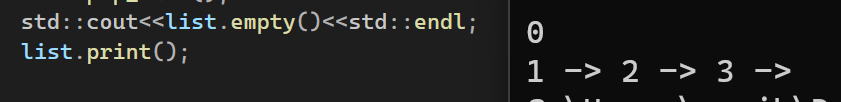 std::cout<<list.empty()<<std::endl;
list.print();
0
1 -> 2 -> 3 ->